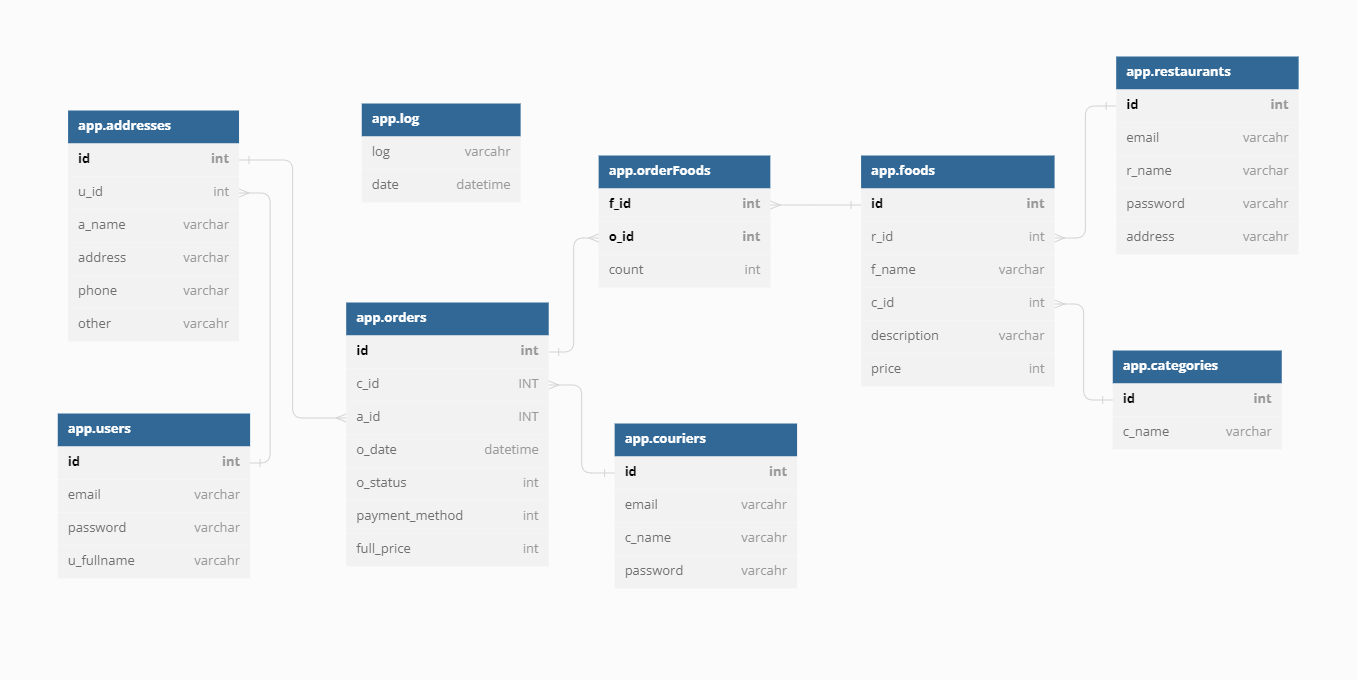 app.addresses
id int
u_id int
a_name varchar
address varchar
phone varchar
other varcahr
app.users
id int
email varchar
password varchar
u_fullname varcahr
app.log
log varcahr
date datetime
app.orders
id int
c_id INT
a_id INT
o_date datetime
o_status int
payment_method int
full_price int
app.orderFoods
f_id int
o_id int
count int
app.couriers
id int
email varcahr
c_name varcahr
password varcahr
app.foods
id int
r_id int
f_name varchar
c_id int
description varchar
price int
app.restaurants
id int
email varcahr
r_name varcahr
password varcahr
address varcahr
app.categories
id int
c_name varchar